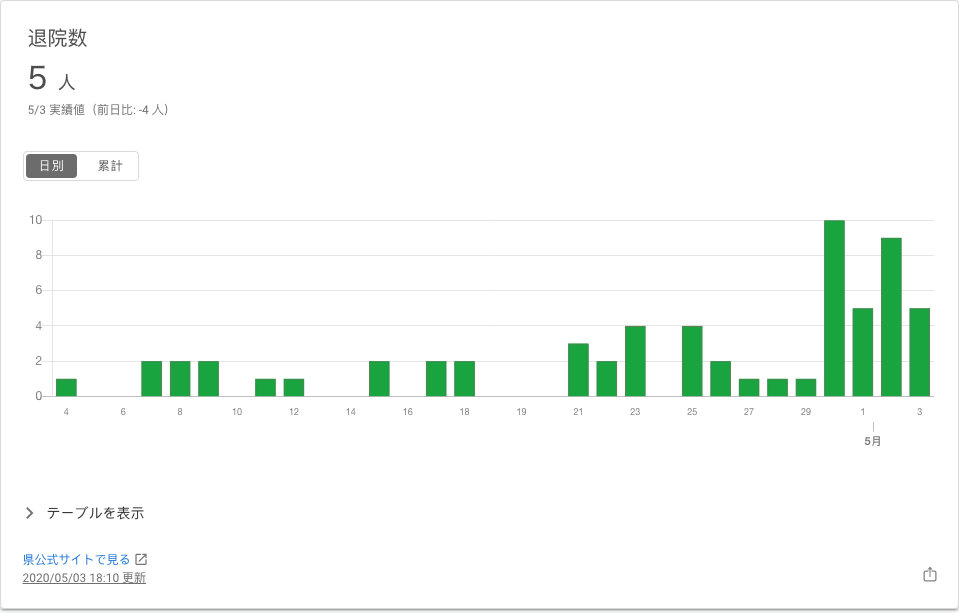 退院数
5 人
5/3 実績値（前日比: -4 人）
日別 累計
10
8
6
4
2
0
4 6 8 10 12 14 16 18 19 21 23 25 27 29 1 3
5月
テーブルを表示
県公式サイトで見る
2020/05/03 18:10 更新